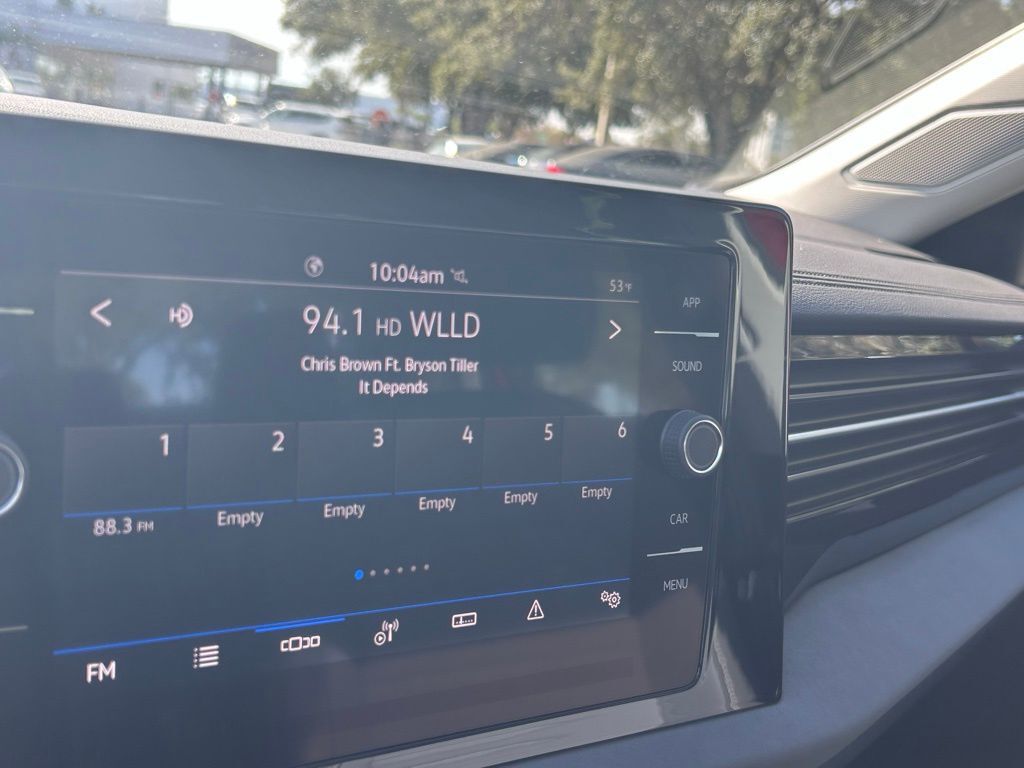 10:04am
53°F
94.1 HD WLLD
Chris Brown Ft. Bryson Tiller
It Depends
1 2 3 4 5 6
88.3 FM Empty Empty Empty Empty Empty
FM
APP
SOUND
CAR
MENU